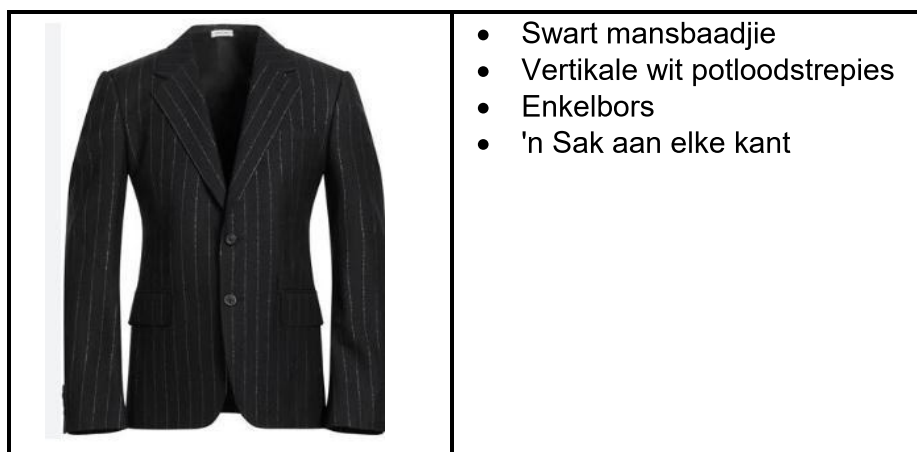 • Swart mansbaadjie
• Vertikale wit potloodstrepies
• Enkelbors
• 'n Sak aan elke kant